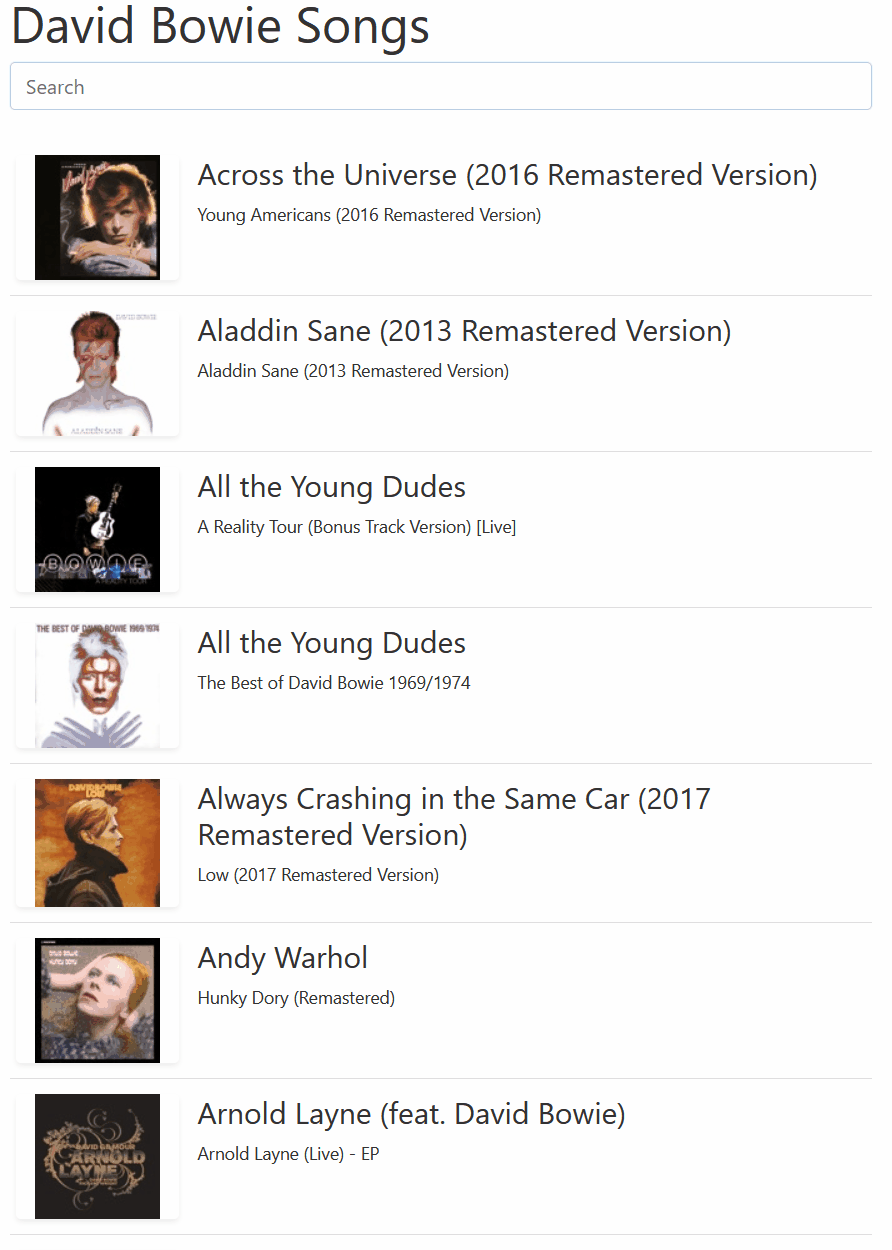 David Bowie Songs
Search
Across the Universe (2016 Remastered Version)
Young Americans (2016 Remastered Version)
DAVID BOWIE
ALADDIN SANE
Aladdin Sane (2013 Remastered Version)
Aladdin Sane (2013 Remastered Version)
BOWIE
A REALITY TOUR
All the Young Dudes
A Reality Tour (Bonus Track Version) [Live]
THE BEST OF DAVID BOWIE 1969/1974
All the Young Dudes
The Best of David Bowie 1969/1974
DAVID BOWIE
LOW
Always Crashing in the Same Car (2017
Remastered Version)
Low (2017 Remastered Version)
DAVID BOWIE
HUNKY DORY
Andy Warhol
Hunky Dory (Remastered)
DAVID GILMOUR
ARNOLD
LAYNE
Arnold Layne (feat. David Bowie)
Arnold Layne (Live) - EP